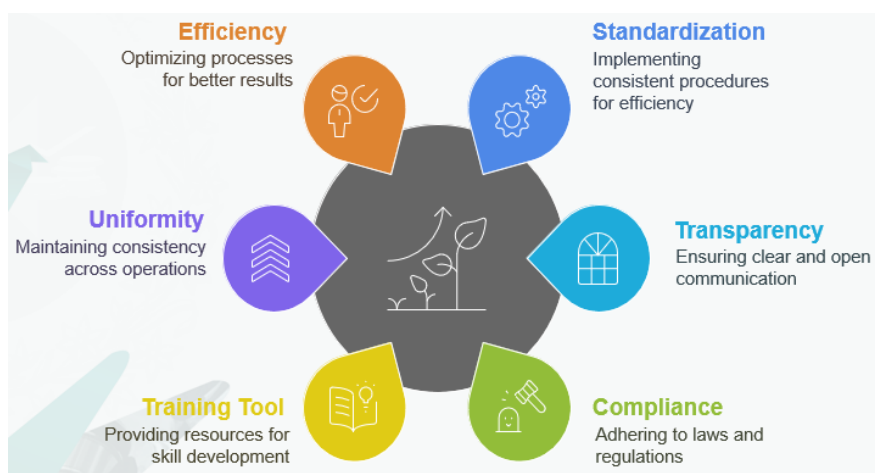 Efficiency
Optimizing processes
for better results
Standardization
Implementing
consistent procedures
for efficiency
Uniformity
Maintaining consistency
across operations
Transparency
Ensuring clear and open
communication
Training Tool
Providing resources for
skill development
Compliance
Adhering to laws and
regulations